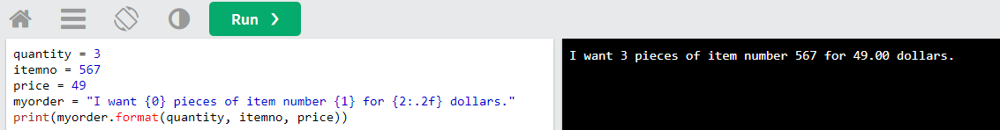 Run ❯
quantity = 3
itemno = 567
price = 49
myorder = "I want {0} pieces of item number {1} for {2:.2f} dollars."
print(myorder.format(quantity, itemno, price))
I want 3 pieces of item number 567 for 49.00 dollars.